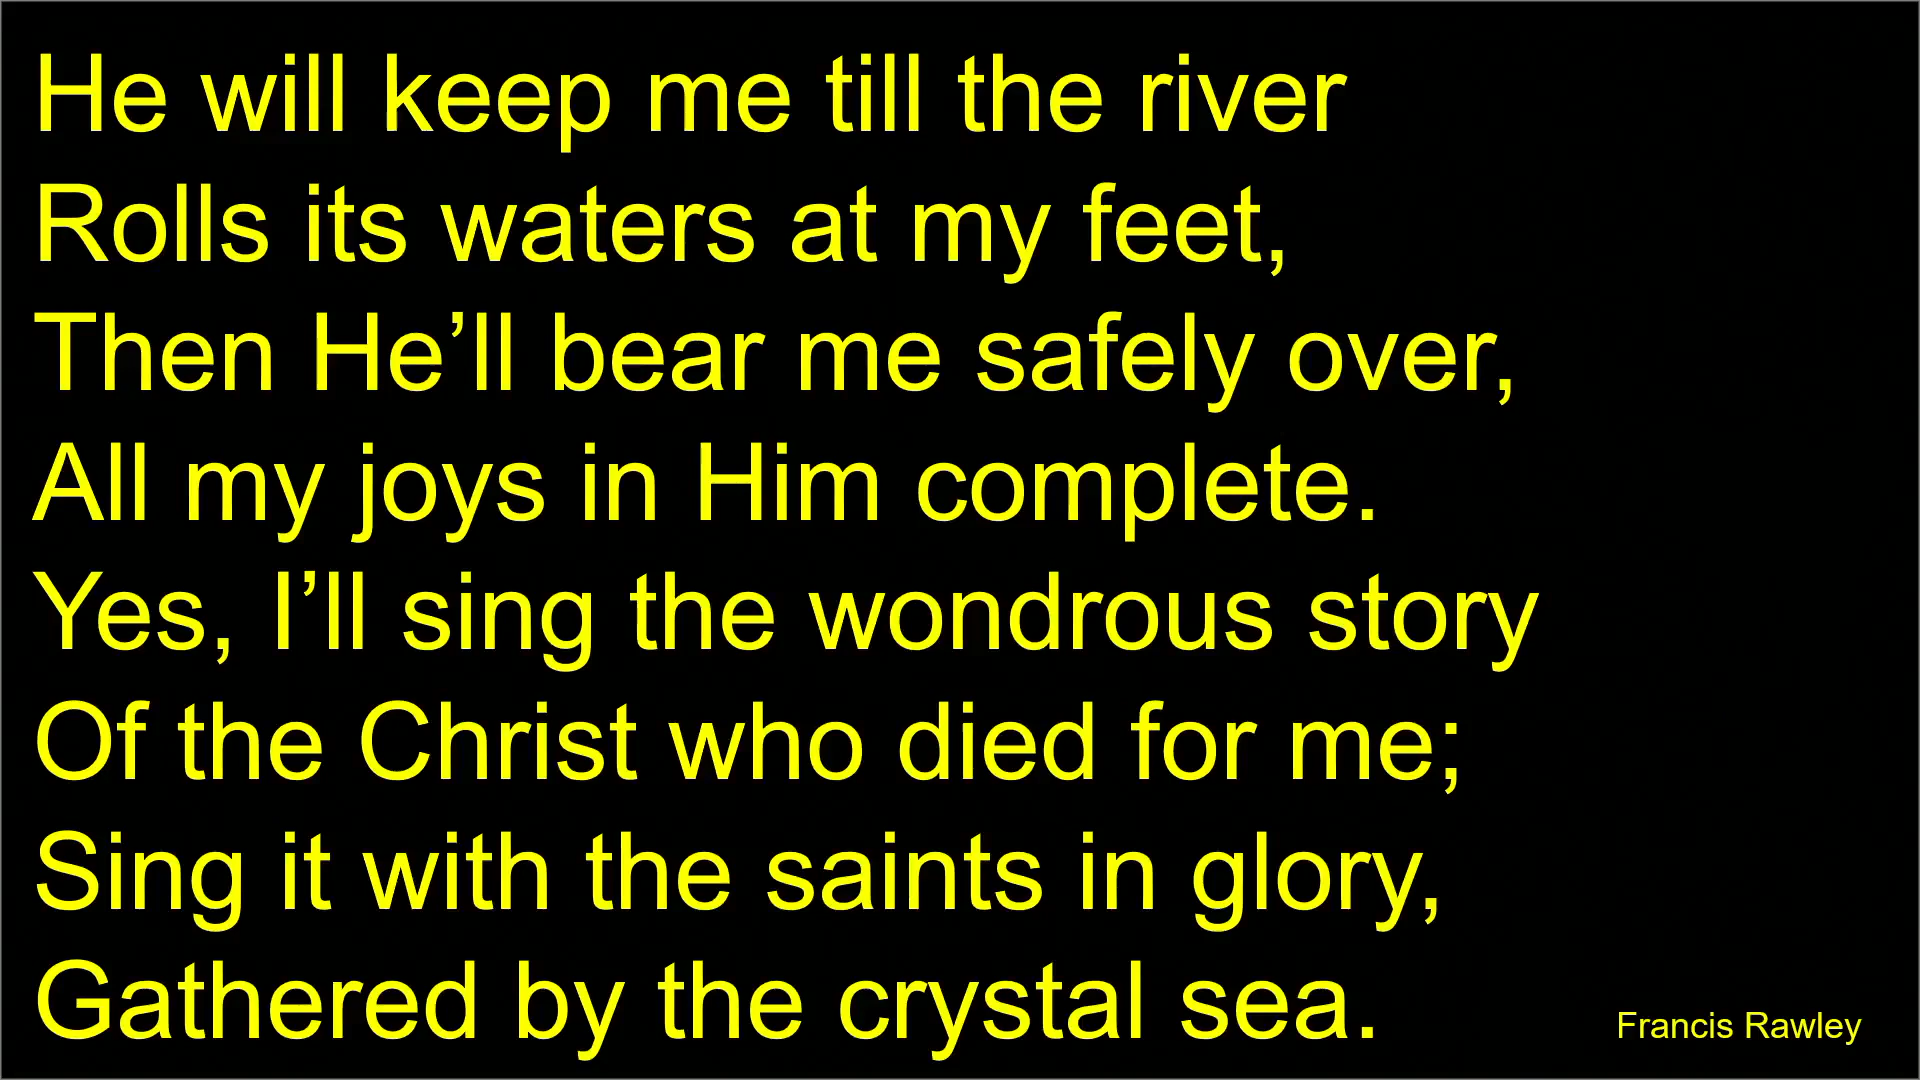 He will keep me till the river
Rolls its waters at my feet,
Then He’ll bear me safely over,
All my joys in Him complete.
Yes, I’ll sing the wondrous story
Of the Christ who died for me;
Sing it with the saints in glory,
Gathered by the crystal sea.
Francis Rawley